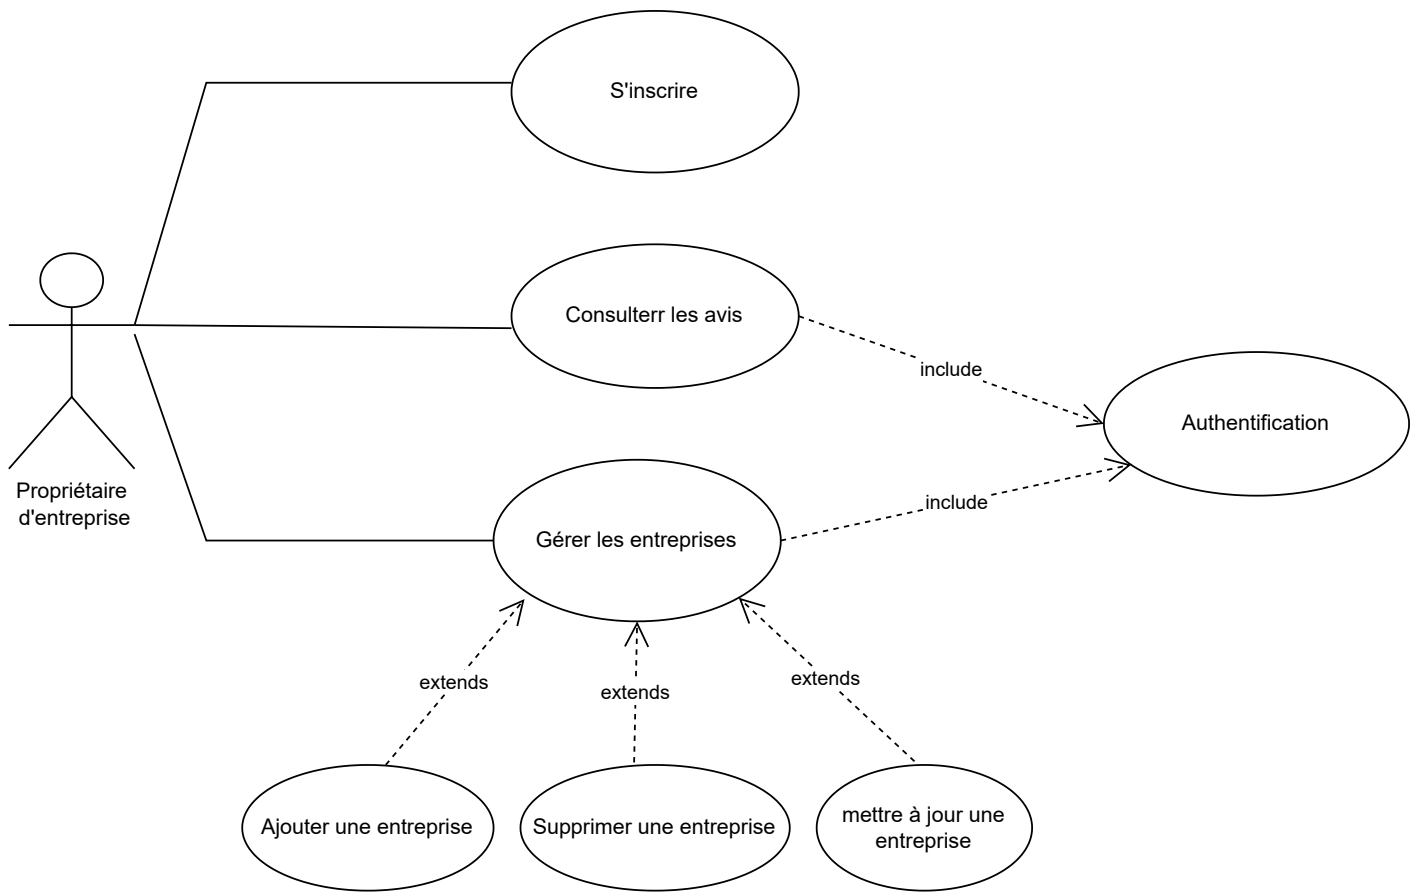 S'inscrire
Consulterr les avis
include
Authentification
Propriétaire
d'entreprise
include
Gérer les entreprises
extends
extends
extends
Ajouter une entreprise
Supprimer une entreprise
mettre à jour une
entreprise